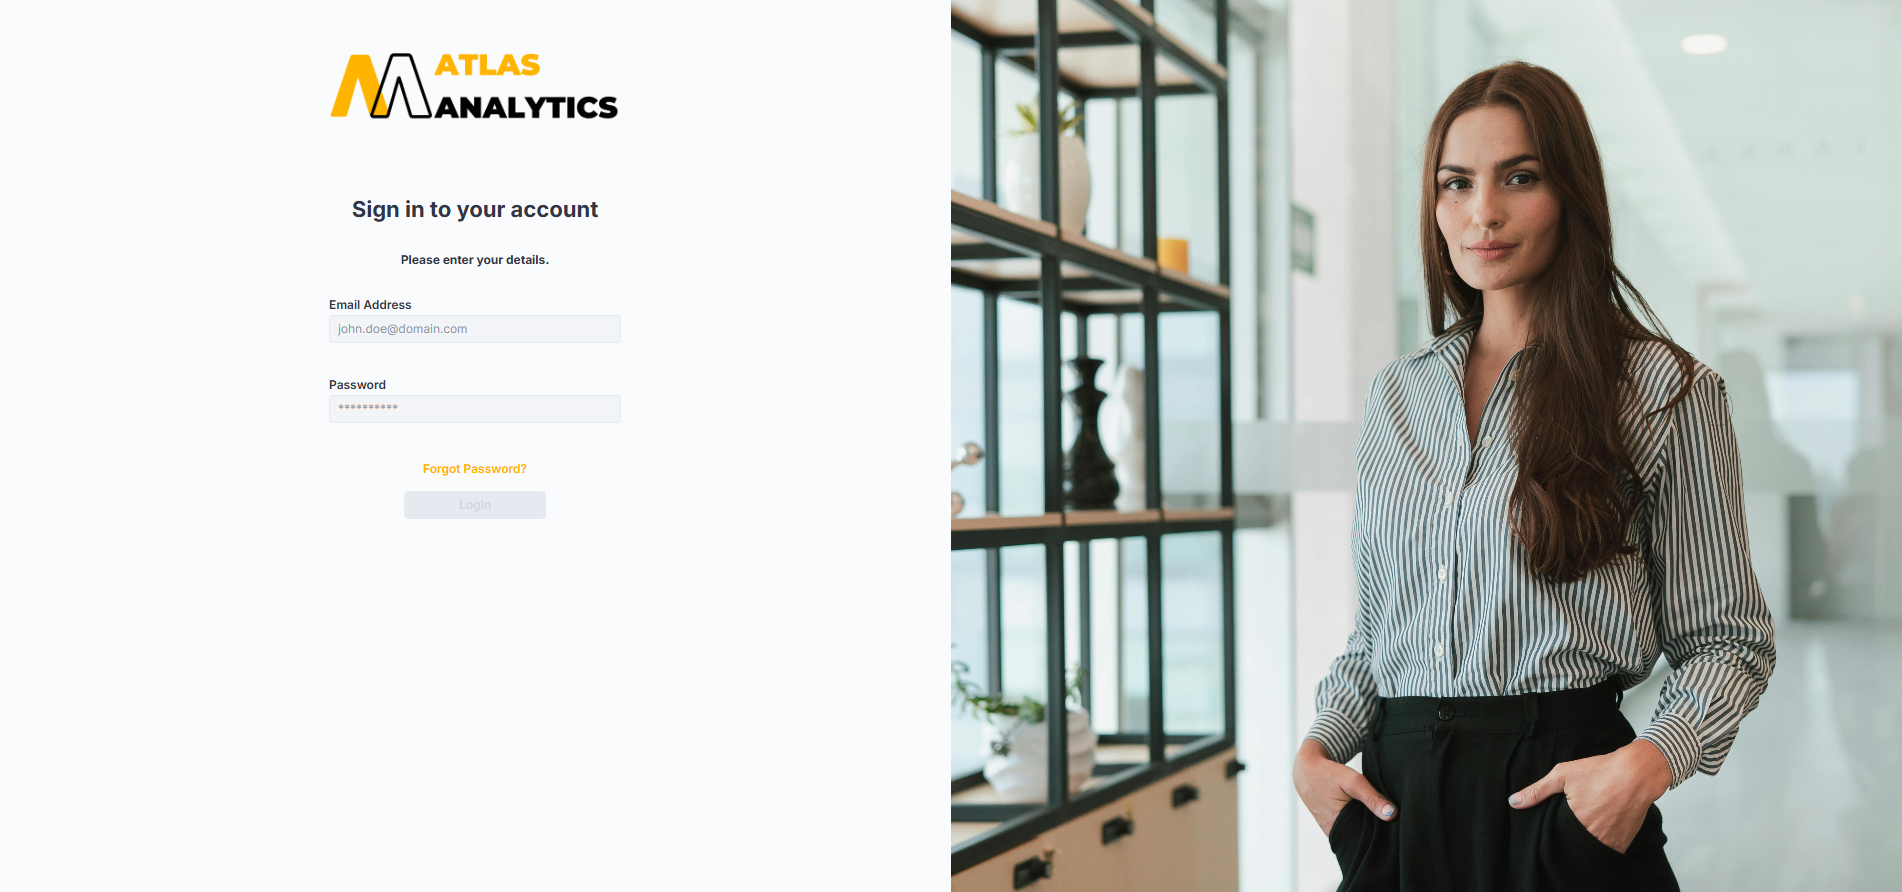 ATLAS
ANALYTICS
Sign in to your account
Please enter your details.
Email Address
john.doe@domain.com
Password
**********
Forgot Password?
Login